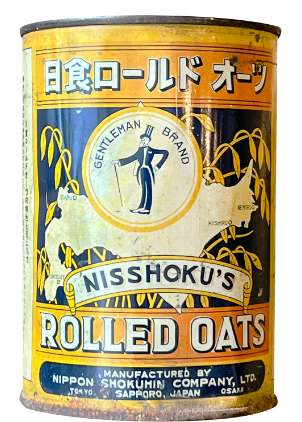 日食ロールド オーツ
GENTLEMAN BRAND
NISSHOKU'S
ROLLED OATS
MANUFACTURED BY
NIPPON SHOKUHIN COMPANY, LTD.
TOKYO. SAPPORO, JAPAN OSAKA